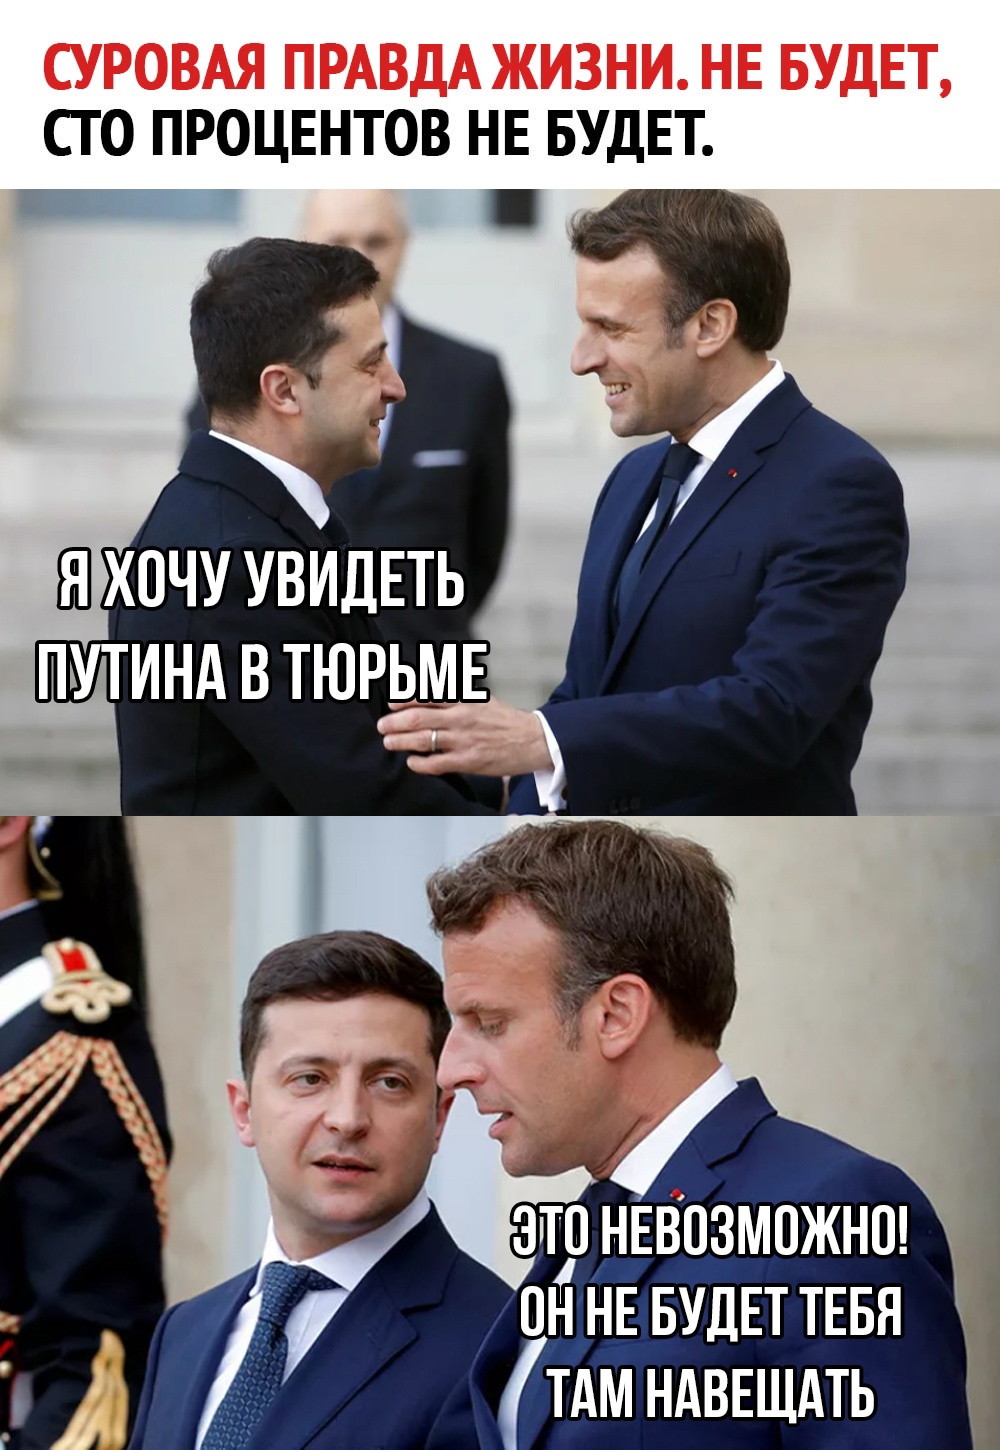 СУРОВАЯ ПРАВДА ЖИЗНИ. НЕ БУДЕТ,
СТО ПРОЦЕНТОВ НЕ БУДЕТ.
Я ХОЧУ УВИДЕТЬ
ПУТИНА В ТЮРЬМЕ
ЭТО НЕВОЗМОЖНО!
ОН НЕ БУДЕТ ТЕБЯ
ТАМ НАВЕЩАТЬ